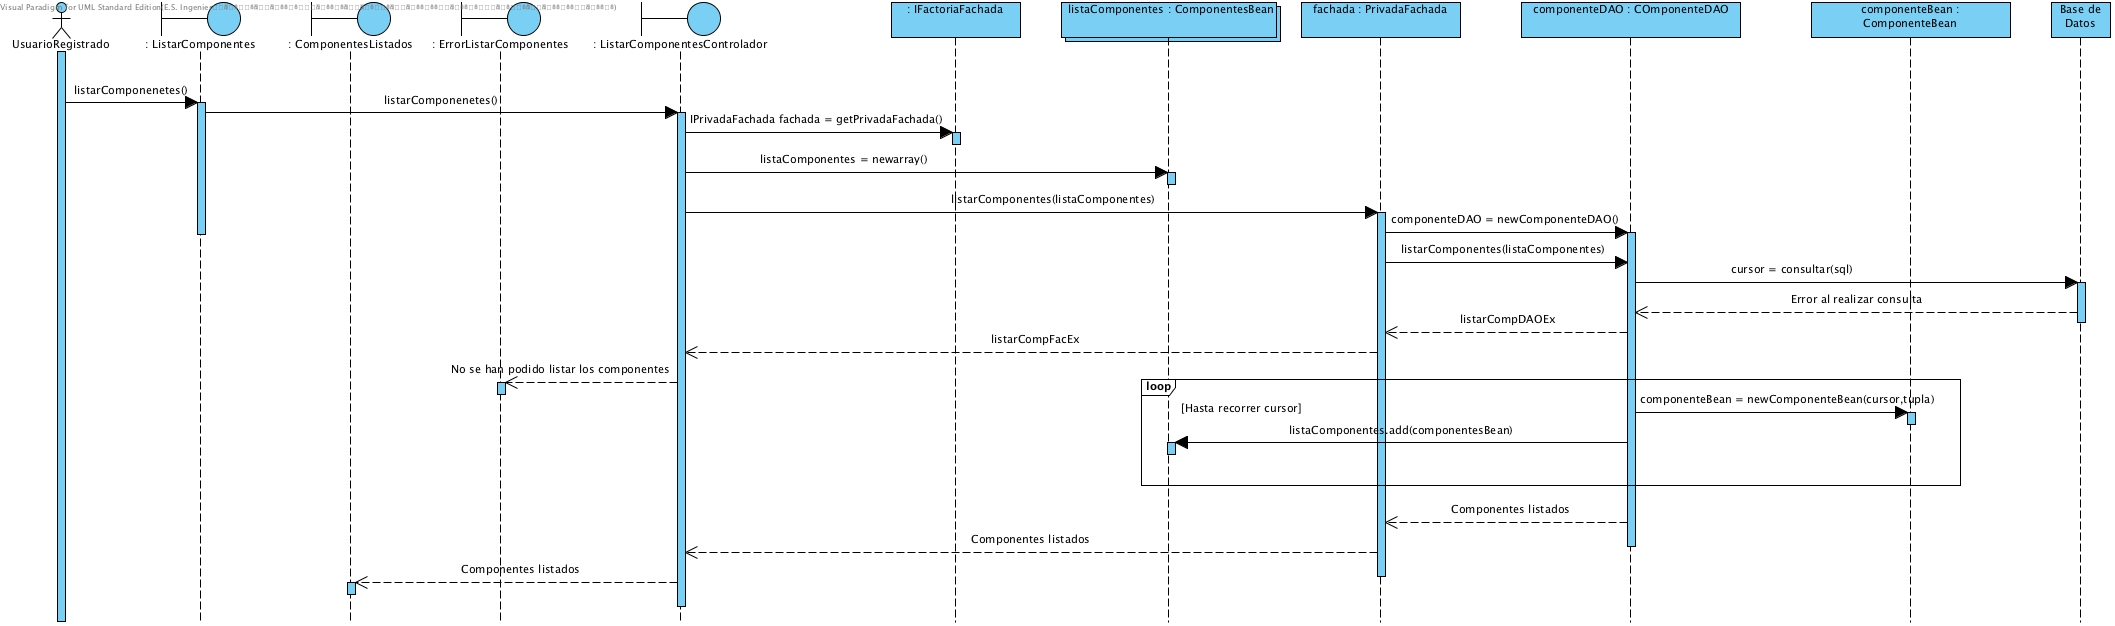 Visual Paradigm for UML Standard Edition(E.S. Ingenier
UsuarioRegistrado
: ListarComponentes
: ComponentesListados
: ErrorListarComponentes
: ListarComponentesControlador
: IFactoriaFachada
listaComponentes : ComponentesBean
fachada : PrivadaFachada
componenteDAO : COmponenteDAO
componenteBean :
ComponenteBean
Base de
Datos
listarComponenetes()
listarComponenetes()
IPrivadaFachada fachada = getPrivadaFachada()
listaComponentes = newarray()
listarComponentes(listaComponentes)
componenteDAO = newComponenteDAO()
listarComponentes(listaComponentes)
cursor = consultar(sql)
Error al realizar consulta
listarCompDAOEx
listarCompFacEx
No se han podido listar los componentes
loop
[Hasta recorrer cursor]
componenteBean = newComponenteBean(cursor,tupla)
listaComponentes.add(componentesBean)
Componentes listados
Componentes listados
Componentes listados